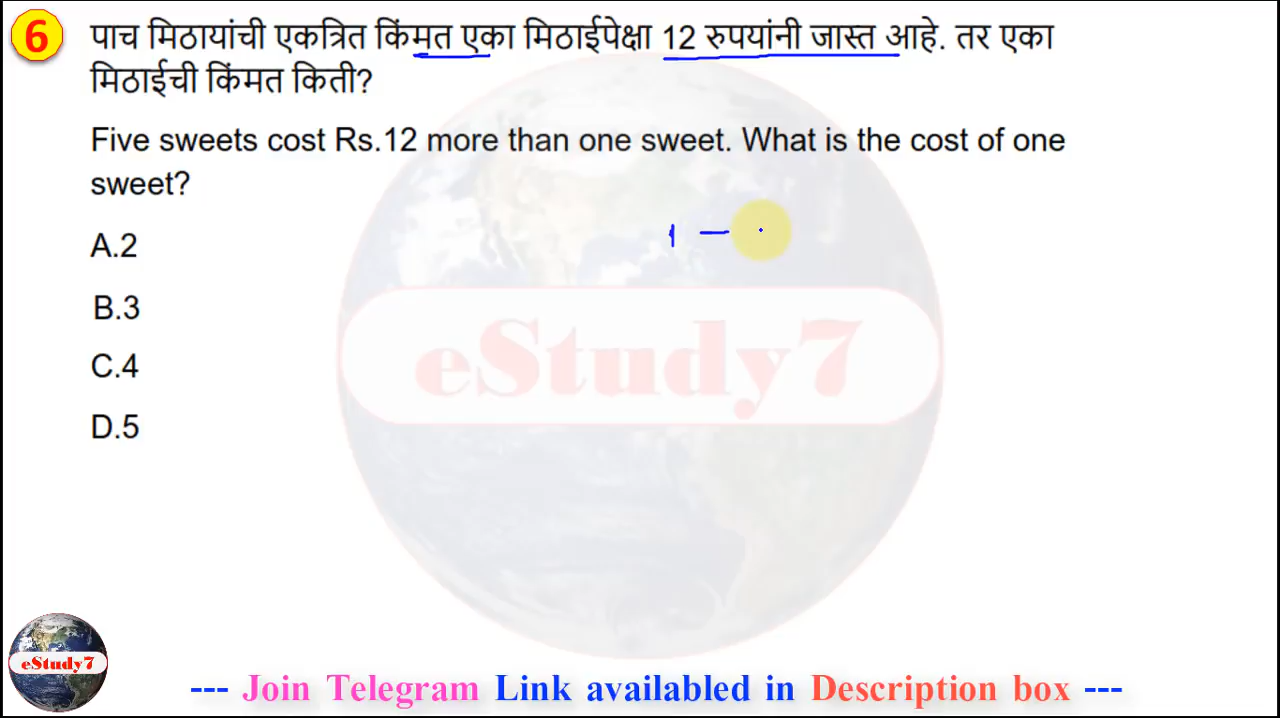 6
पाच मिठायांची एकत्रित किंमत एका मिठाईपेक्षा 12 रुपयांनी जास्त आहे. तर एका
मिठाईची किंमत किती?
Five sweets cost Rs.12 more than one sweet. What is the cost of one
sweet?
1 –
A.2
B.3
C.4
D.5
eStudy7
eStudy7
--- Join Telegram Link availabled in Description box ---